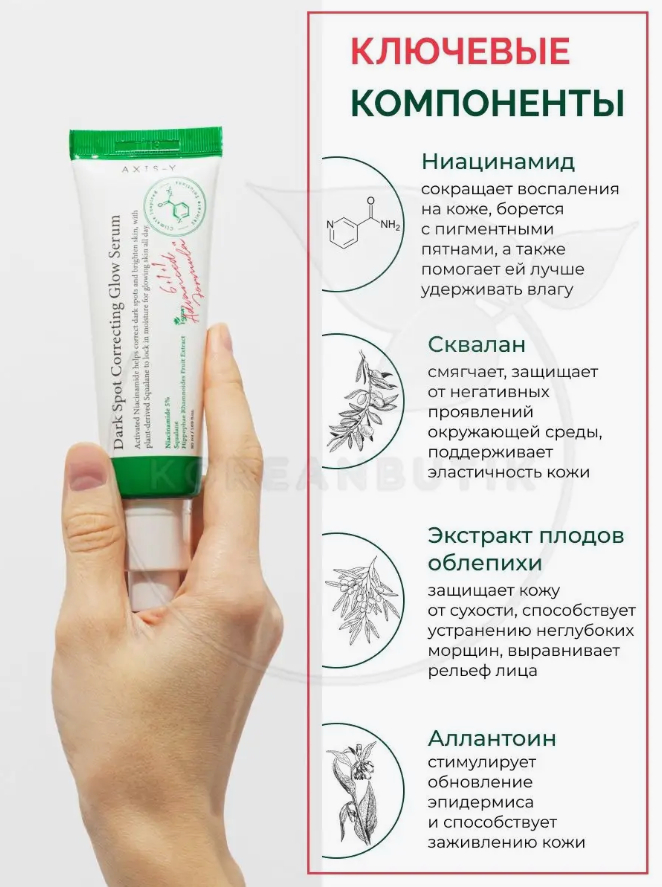 КЛЮЧЕВЫЕ
КОМПОНЕНТЫ
Ниацинамид
сокращает воспаления
на коже, борется
с пигментными
пятнами, а также
помогает ей лучше
удерживать влагу
Сквалан
смягчает, защищает
от негативных
проявлений
окружающей среды,
поддерживает
эластичность кожи
Экстракт плодов
облепихи
защищает кожу
от сухости, способствует
устранению неглубоких
морщин, выравнивает
рельеф лица
Аллантоин
стимулирует
обновление
эпидермиса
и способствует
заживлению кожи
N
O
NH₂
AXIS-Y
Dark Spot Correcting Glow Serum
Activated Niacinamide helps correct dark spots and brighten skin, with
plant-derived Squalane to lock in moisture for glowing skin all day
6+1+1
Advanced
formula
Niacinamide 5%
Squalane
Hippophae Rhamnoides Fruit Extract
KOREANBUTIK